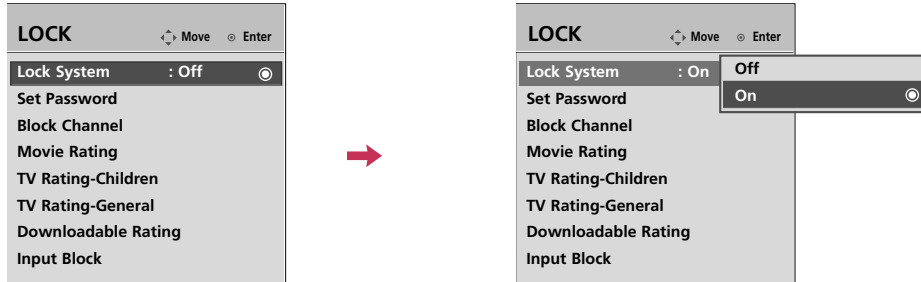 LOCK
Move Enter
Lock System : Off
Set Password
Block Channel
Movie Rating
TV Rating-Children
TV Rating-General
Downloadable Rating
Input Block
LOCK
Move Enter
Lock System : On
Off
On
Set Password
Block Channel
Movie Rating
TV Rating-Children
TV Rating-General
Downloadable Rating
Input Block